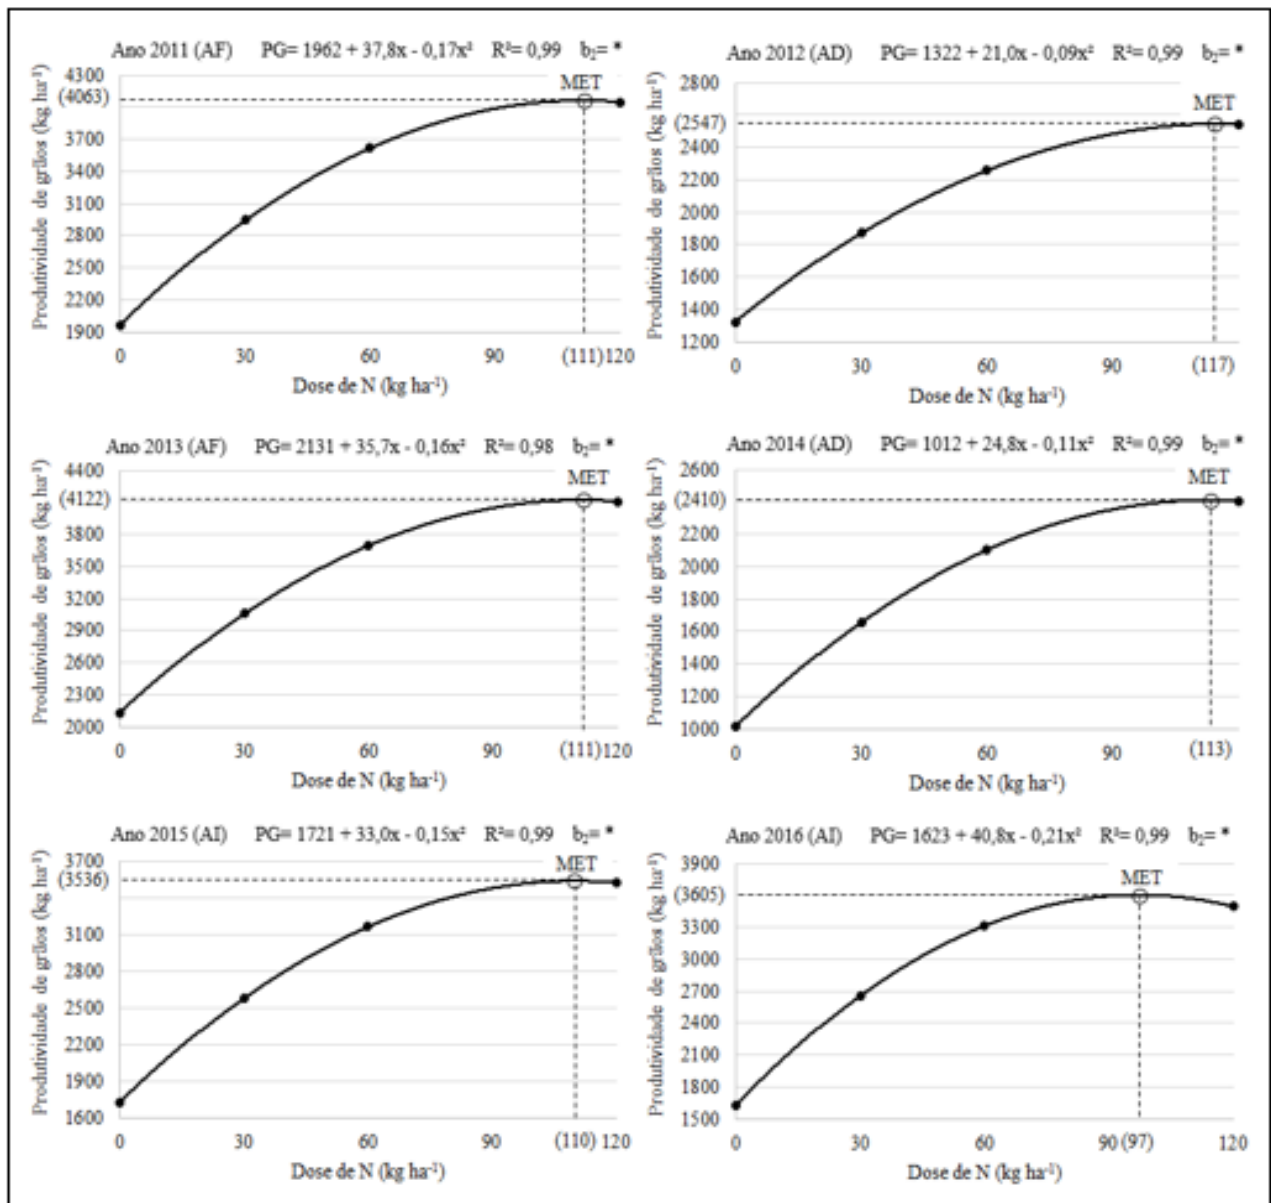 Ano 2011 (AF) PG= 1962 + 37,8x - 0,17x² R²= 0,99 b₂= *
Produtividade de grãos (kg ha⁻¹)
4300
(4063)
3700
3400
3100
2800
2500
2200
1900
MET
0 30 60 90 (111) 120
Dose de N (kg ha⁻¹)
Ano 2012 (AD) PG= 1322 + 21,0x - 0,09x² R²= 0,99 b₂= *
Produtividade de grãos (kg ha⁻¹)
2800
(2547)
2400
2200
2000
1800
1600
1400
1200
MET
0 30 60 90 (117)
Dose de N (kg ha⁻¹)
Ano 2013 (AF) PG= 2131 + 35,7x - 0,16x² R²= 0,98 b₂= *
Produtividade de grãos (kg ha⁻¹)
4400
(4122)
3800
3500
3200
2900
2600
2300
2000
MET
0 30 60 90 (111) 120
Dose de N (kg ha⁻¹)
Ano 2014 (AD) PG= 1012 + 24,8x - 0,11x² R²= 0,99 b₂= *
Produtividade de grãos (kg ha⁻¹)
2600
(2410)
2200
2000
1800
1600
1400
1200
1000
MET
0 30 60 90 (113)
Dose de N (kg ha⁻¹)
Ano 2015 (AI) PG= 1721 + 33,0x - 0,15x² R²= 0,99 b₂= *
Produtividade de grãos (kg ha⁻¹)
3700
(3536)
3100
2800
2500
2200
1900
1600
MET
0 30 60 90 (110) 120
Dose de N (kg ha⁻¹)
Ano 2016 (AI) PG= 1623 + 40,8x - 0,21x² R²= 0,99 b₂= *
Produtividade de grãos (kg ha⁻¹)
3900
(3605)
3300
2700
2400
2100
1800
1500
MET
0 30 60 90 (97) 120
Dose de N (kg ha⁻¹)